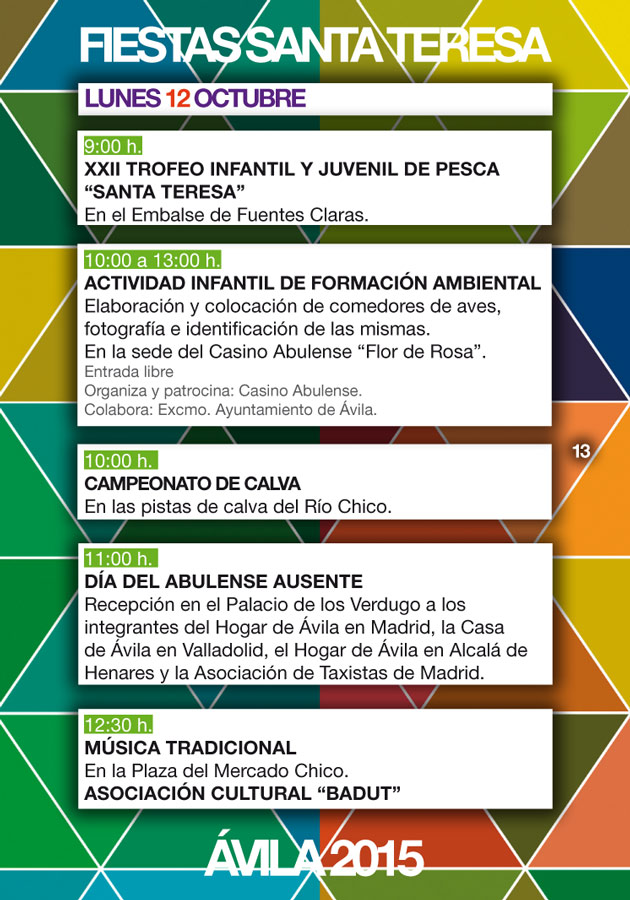 FIESTAS SANTA TERESA
LUNES 12 OCTUBRE
9:00 h.
XXII TROFEO INFANTIL Y JUVENIL DE PESCA
“SANTA TERESA”
En el Embalse de Fuentes Claras.
10:00 a 13:00 h.
ACTIVIDAD INFANTIL DE FORMACIÓN AMBIENTAL
Elaboración y colocación de comedores de aves,
fotografía e identificación de las mismas.
En la sede del Casino Abulense “Flor de Rosa”.
Entrada libre
Organiza y patrocina: Casino Abulense.
Colabora: Excmo. Ayuntamiento de Ávila.
13
10:00 h.
CAMPEONATO DE CALVA
En las pistas de calva del Río Chico.
11:00 h.
DÍA DEL ABULENSE AUSENTE
Recepción en el Palacio de los Verdugo a los
integrantes del Hogar de Ávila en Madrid, la Casa
de Ávila en Valladolid, el Hogar de Ávila en Alcalá de
Henares y la Asociación de Taxistas de Madrid.
12:30 h.
MÚSICA TRADICIONAL
En la Plaza del Mercado Chico.
ASOCIACIÓN CULTURAL “BADUT”
ÁVILA 2015